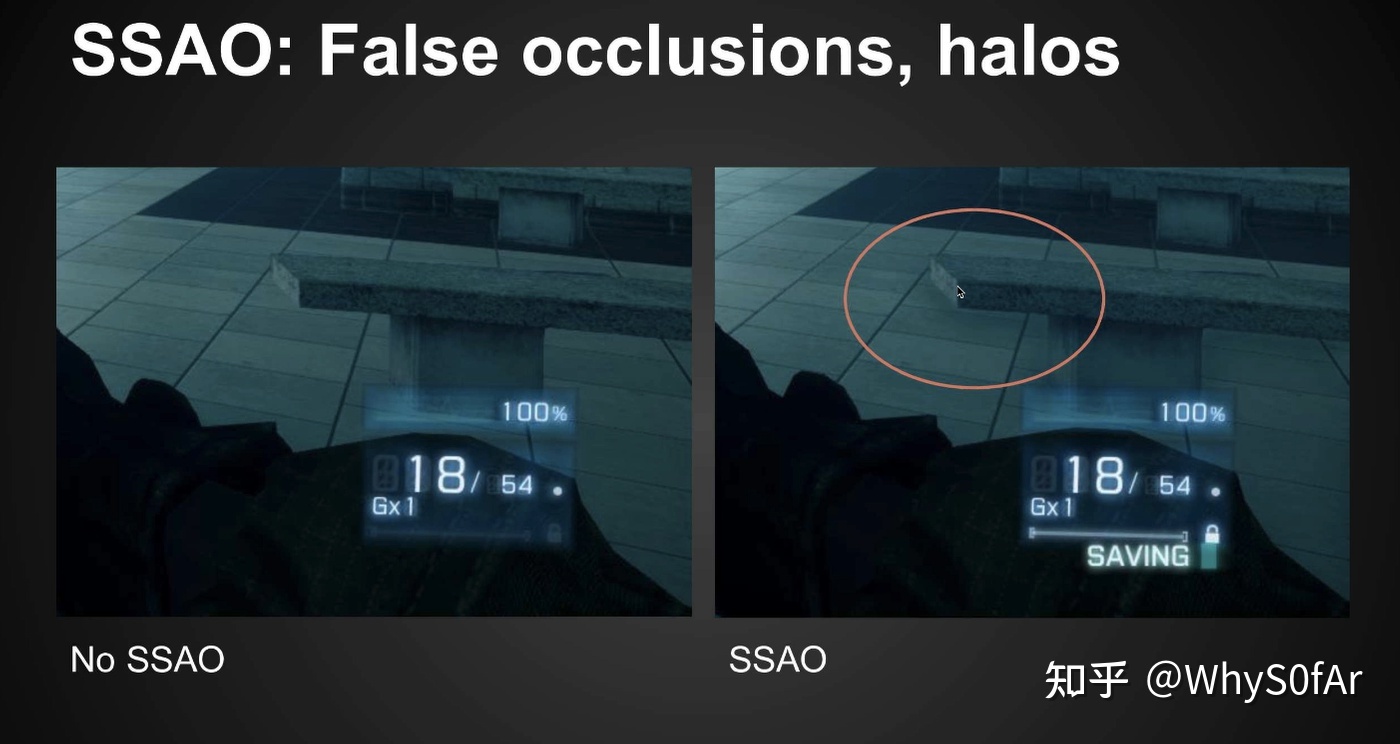 SSAO: False occlusions, halos
100%
18/ 54
Gx1
100%
18/ 54
Gx1
SAVING
No SSAO
SSAO
知乎 @WhyS0fAr